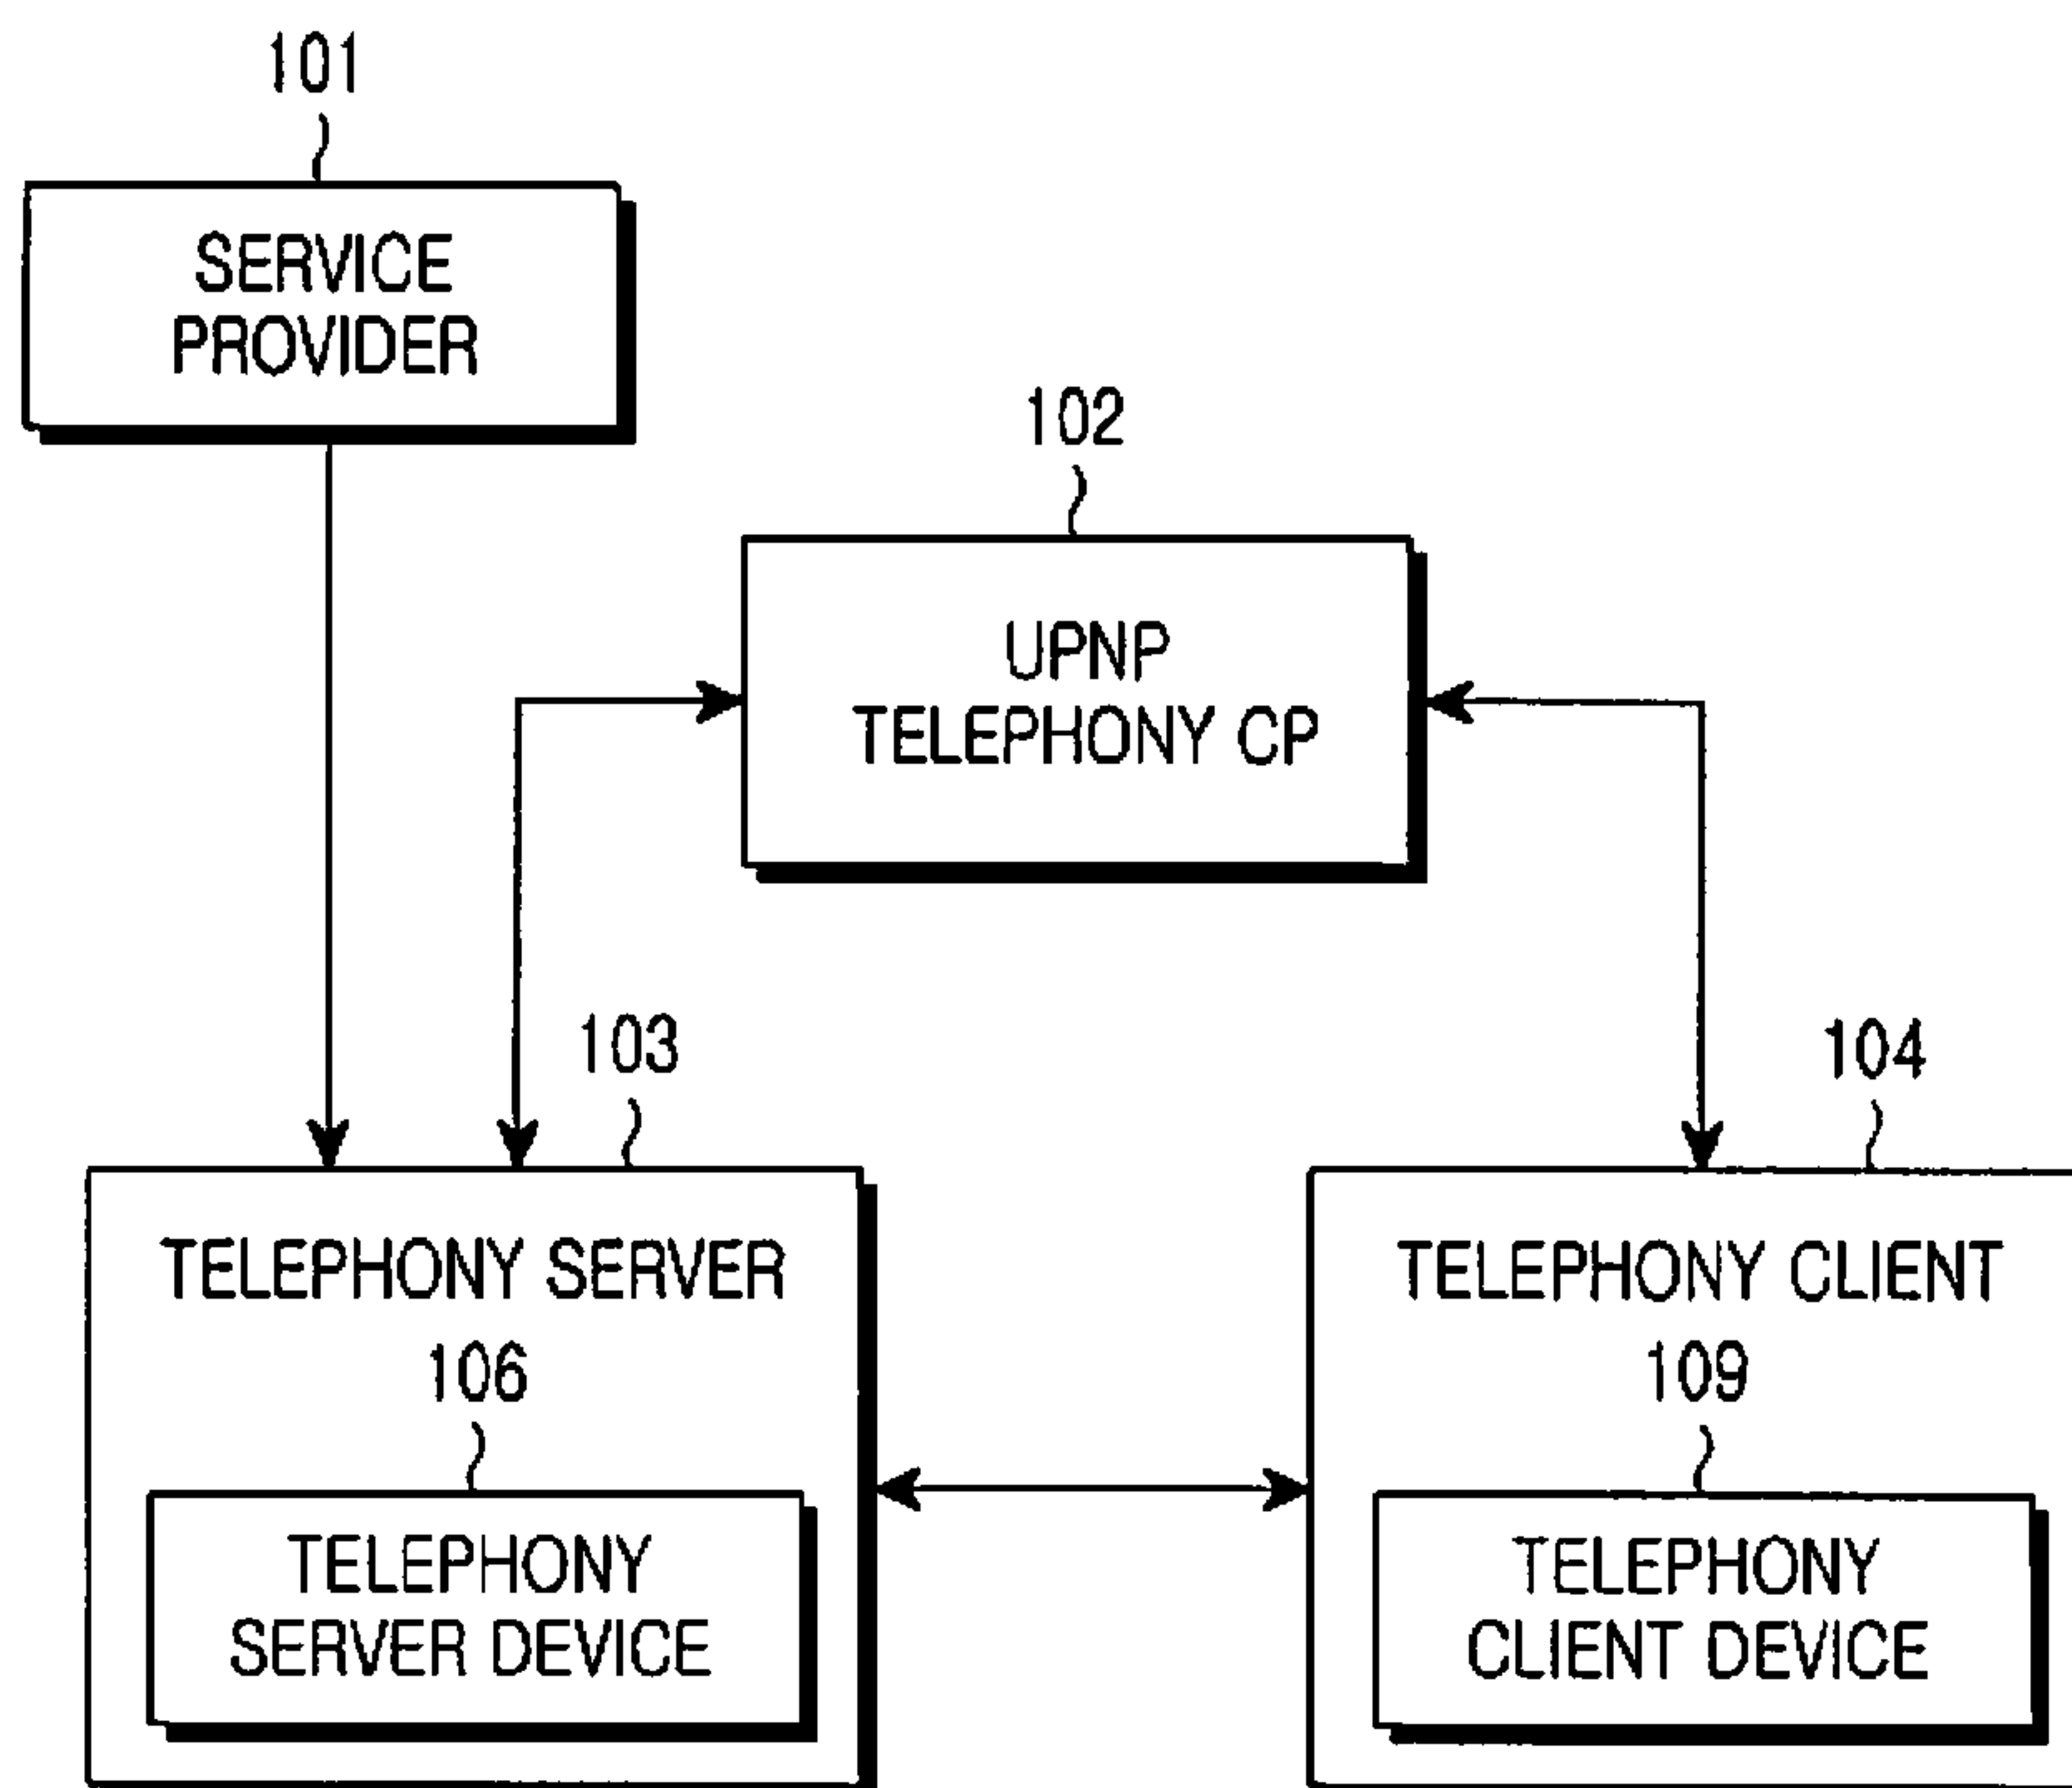 101
SERVICE
PROVIDER
102
UPNP
TELEPHONY CP
103
TELEPHONY SERVER
106
TELEPHONY
SERVER DEVICE
104
TELEPHONY CLIENT
109
TELEPHONY
CLIENT DEVICE